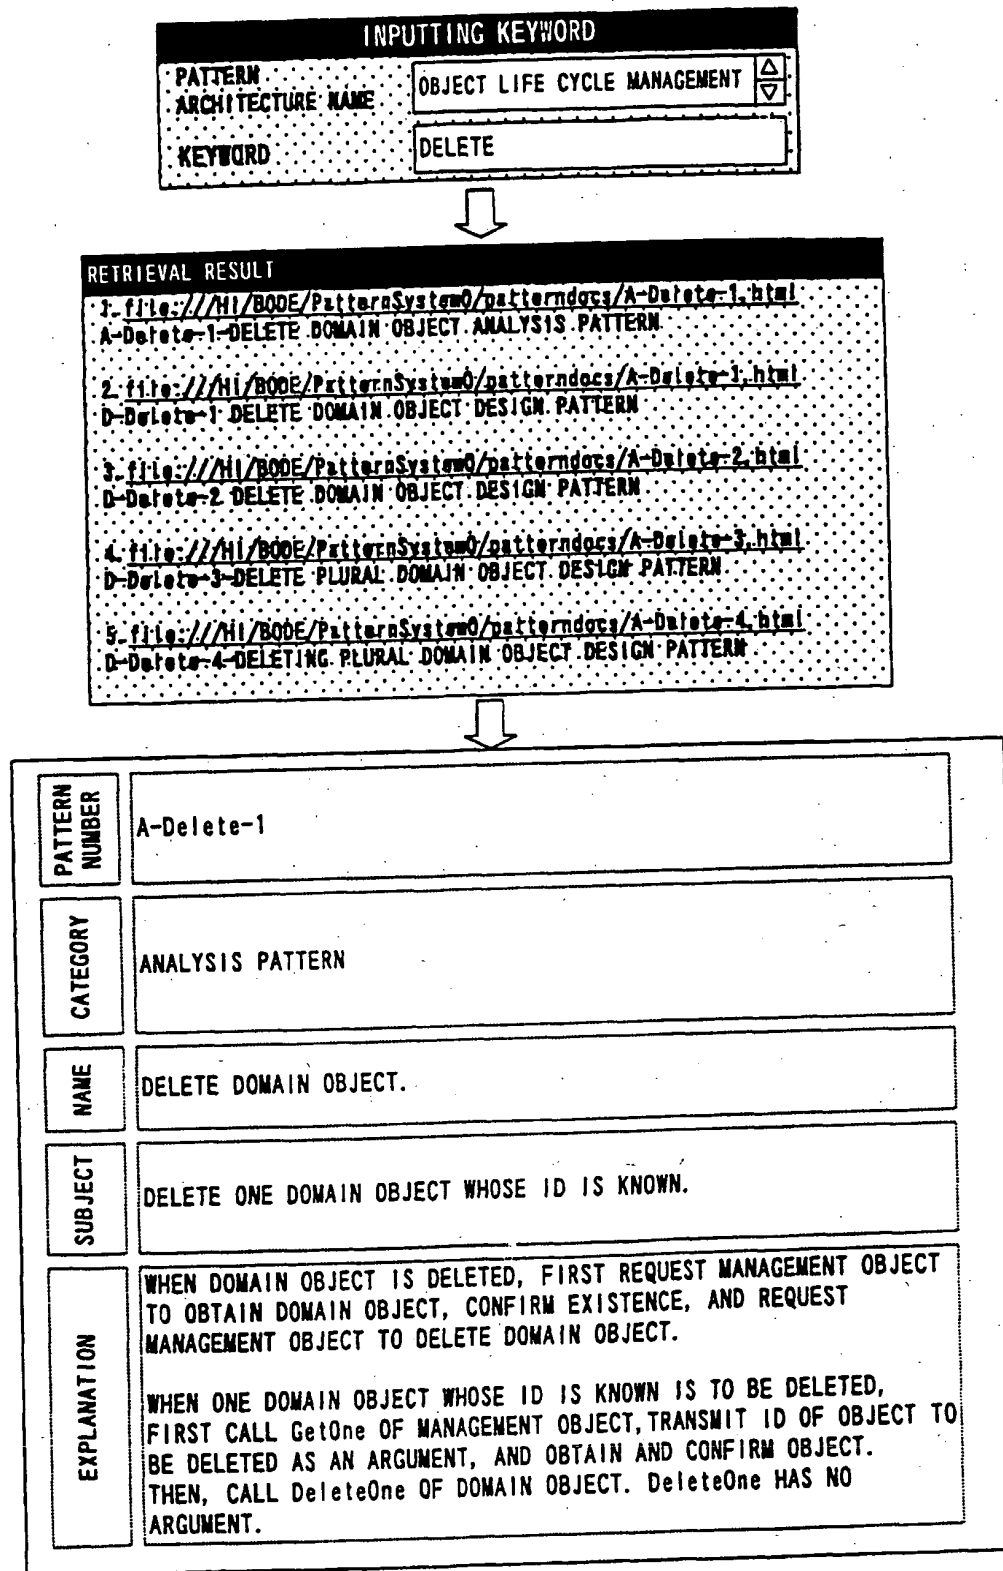 INPUTTING KEYWORD
PATTERN
ARCHITECTURE NAME
OBJECT LIFE CYCLE MANAGEMENT
KEYWORD
DELETE
RETRIEVAL RESULT
1. file:///HI/BODE/PatternSystem0/patterndocs/A-Delete-1.html
A-Delete-1-DELETE DOMAIN OBJECT ANALYSIS PATTERN
2. file:///HI/BODE/PatternSystem0/patterndocs/A-Delete-1.html
D-Delete-1 DELETE DOMAIN OBJECT DESIGN PATTERN
3. file:///HI/BODE/PatternSystem0/patterndocs/A-Delete-2.html
D-Delete-2 DELETE DOMAIN OBJECT DESIGN PATTERN
4. file:///HI/BODE/PatternSystem0/patterndocs/A-Delete-3.html
D-Delete-3-DELETE PLURAL DOMAIN OBJECT DESIGN PATTERN
5. file:///HI/BODE/PatternSystem0/patterndocs/A-Delete-4.html
D-Delete-4-DELETING PLURAL DOMAIN OBJECT DESIGN PATTERN
PATTERN
NUMBER
A-Delete-1
CATEGORY
ANALYSIS PATTERN
NAME
DELETE DOMAIN OBJECT.
SUBJECT
DELETE ONE DOMAIN OBJECT WHOSE ID IS KNOWN.
EXPLANATION
WHEN DOMAIN OBJECT IS DELETED, FIRST REQUEST MANAGEMENT OBJECT
TO OBTAIN DOMAIN OBJECT, CONFIRM EXISTENCE, AND REQUEST
MANAGEMENT OBJECT TO DELETE DOMAIN OBJECT.
WHEN ONE DOMAIN OBJECT WHOSE ID IS KNOWN IS TO BE DELETED,
FIRST CALL GetOne OF MANAGEMENT OBJECT, TRANSMIT ID OF OBJECT TO
BE DELETED AS AN ARGUMENT, AND OBTAIN AND CONFIRM OBJECT.
THEN, CALL DeleteOne OF DOMAIN OBJECT. DeleteOne HAS NO
ARGUMENT.